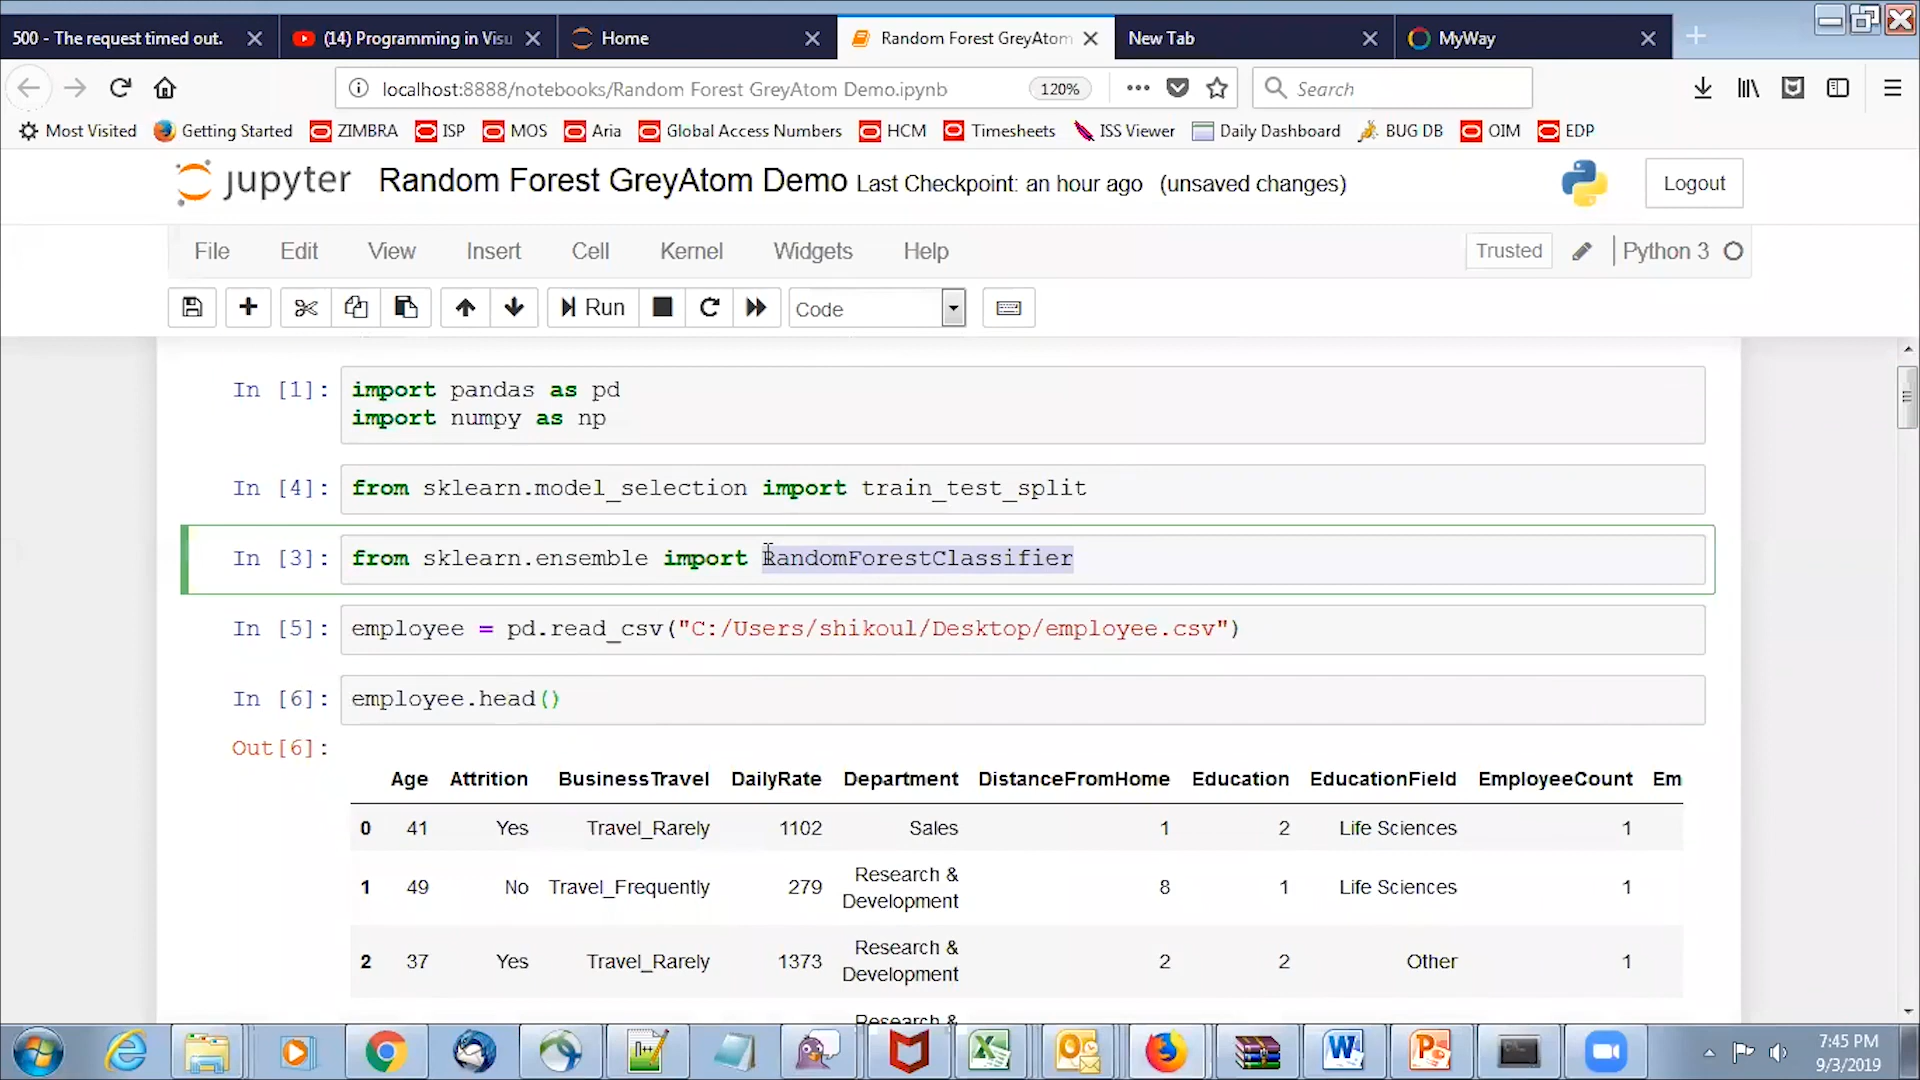 500 - The request timed out.
(14) Programming in Visu
Home
Random Forest GreyAtom
New Tab
MyWay
localhost:8888/notebooks/Random Forest GreyAtom Demo.ipynb
120%
Search
Most Visited
Getting Started
ZIMBRA
ISP
MOS
Aria
Global Access Numbers
HCM
Timesheets
ISS Viewer
Daily Dashboard
BUG DB
OIM
EDP
jupyter
Random Forest GreyAtom Demo Last Checkpoint: an hour ago (unsaved changes)
Logout
File Edit View Insert Cell Kernel Widgets Help
Trusted
Python 3
Run
Code
In [1]: import pandas as pd
import numpy as np
In [4]: from sklearn.model_selection import train_test_split
In [3]: from sklearn.ensemble import RandomForestClassifier
In [5]: employee = pd.read_csv("C:/Users/shikoul/Desktop/employee.csv")
In [6]: employee.head()
Out[6]:
Age Attrition BusinessTravel DailyRate Department DistanceFromHome Education EducationField EmployeeCount Em
0 41 Yes Travel_Rarely 1102 Sales 1 2 Life Sciences 1
1 49 No Travel_Frequently 279 Research & Development 8 1 Life Sciences 1
2 37 Yes Travel_Rarely 1373 Research & Development 2 2 Other 1
Research &
7:45 PM
9/3/2019